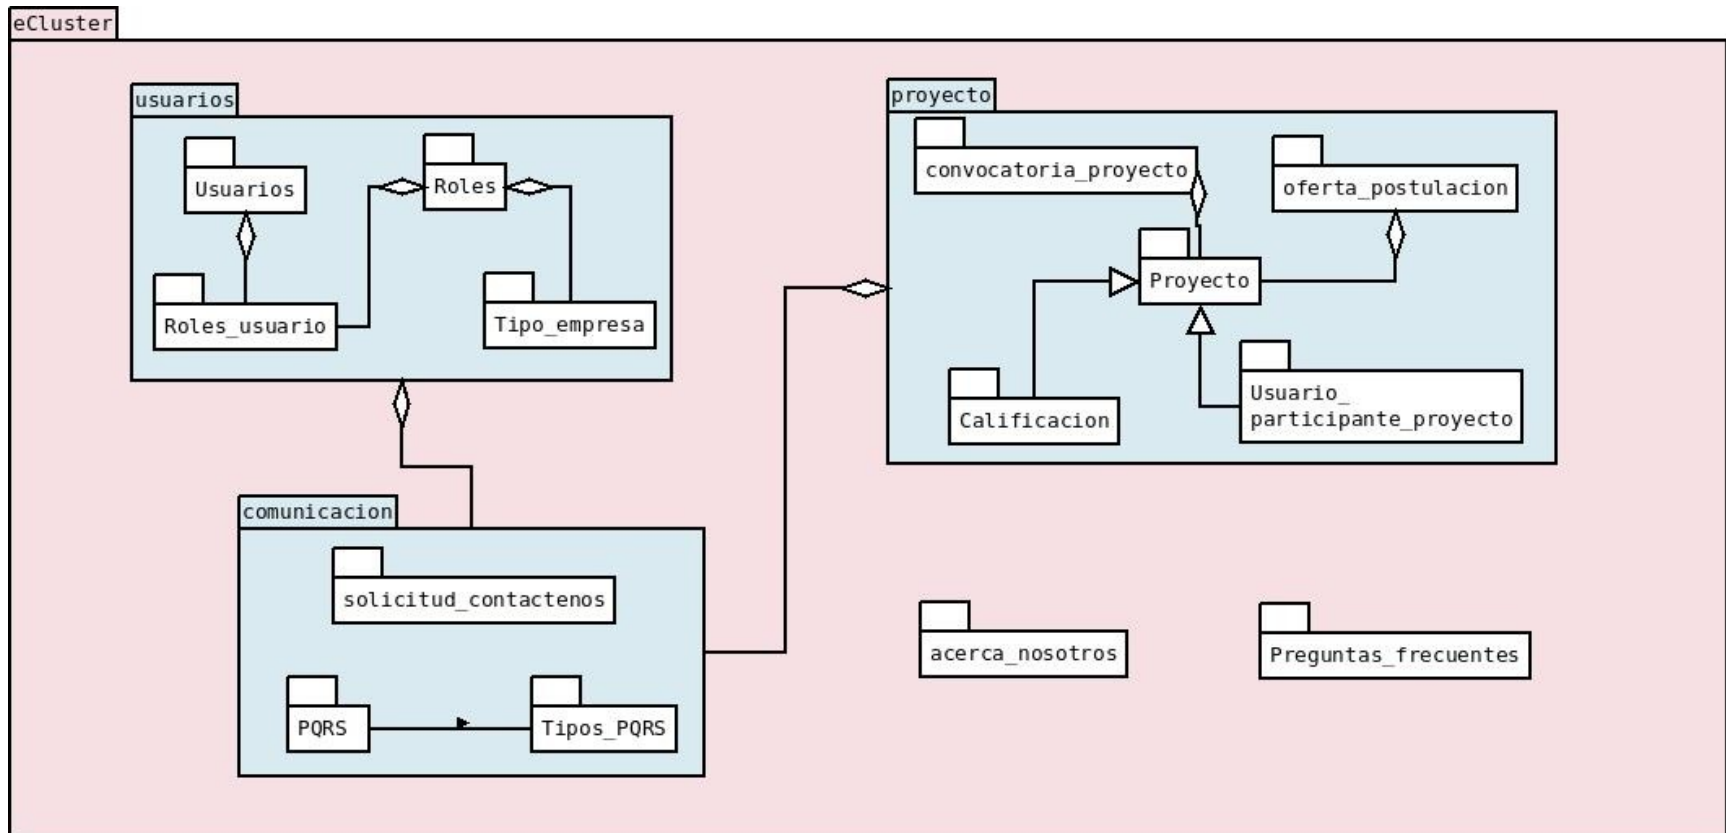 eCluster
usuarios
Usuarios
Roles
Roles_usuario
Tipo_empresa
proyecto
convocatoria_proyecto
oferta_postulacion
Proyecto
Calificacion
Usuario_
participante_proyecto
comunicacion
solicitud_contactenos
PQRS
Tipos_PQRS
acerca_nosotros
Preguntas_frecuentes